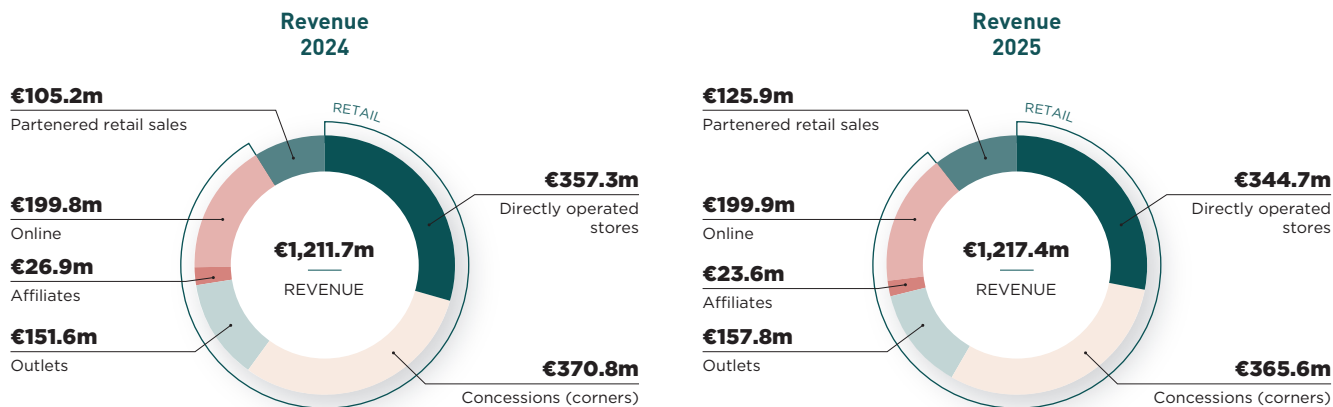 Revenue
2024
€105.2m
Partenered retail sales
RETAIL
€357.3m
Directly operated
stores
€199.8m
Online
€1,211.7m
REVENUE
€26.9m
Affiliates
€151.6m
Outlets
€370.8m
Concessions (corners)
Revenue
2025
€125.9m
Partenered retail sales
RETAIL
€344.7m
Directly operated
stores
€199.9m
Online
€1,217.4m
REVENUE
€23.6m
Affiliates
€157.8m
Outlets
€365.6m
Concessions (corners)